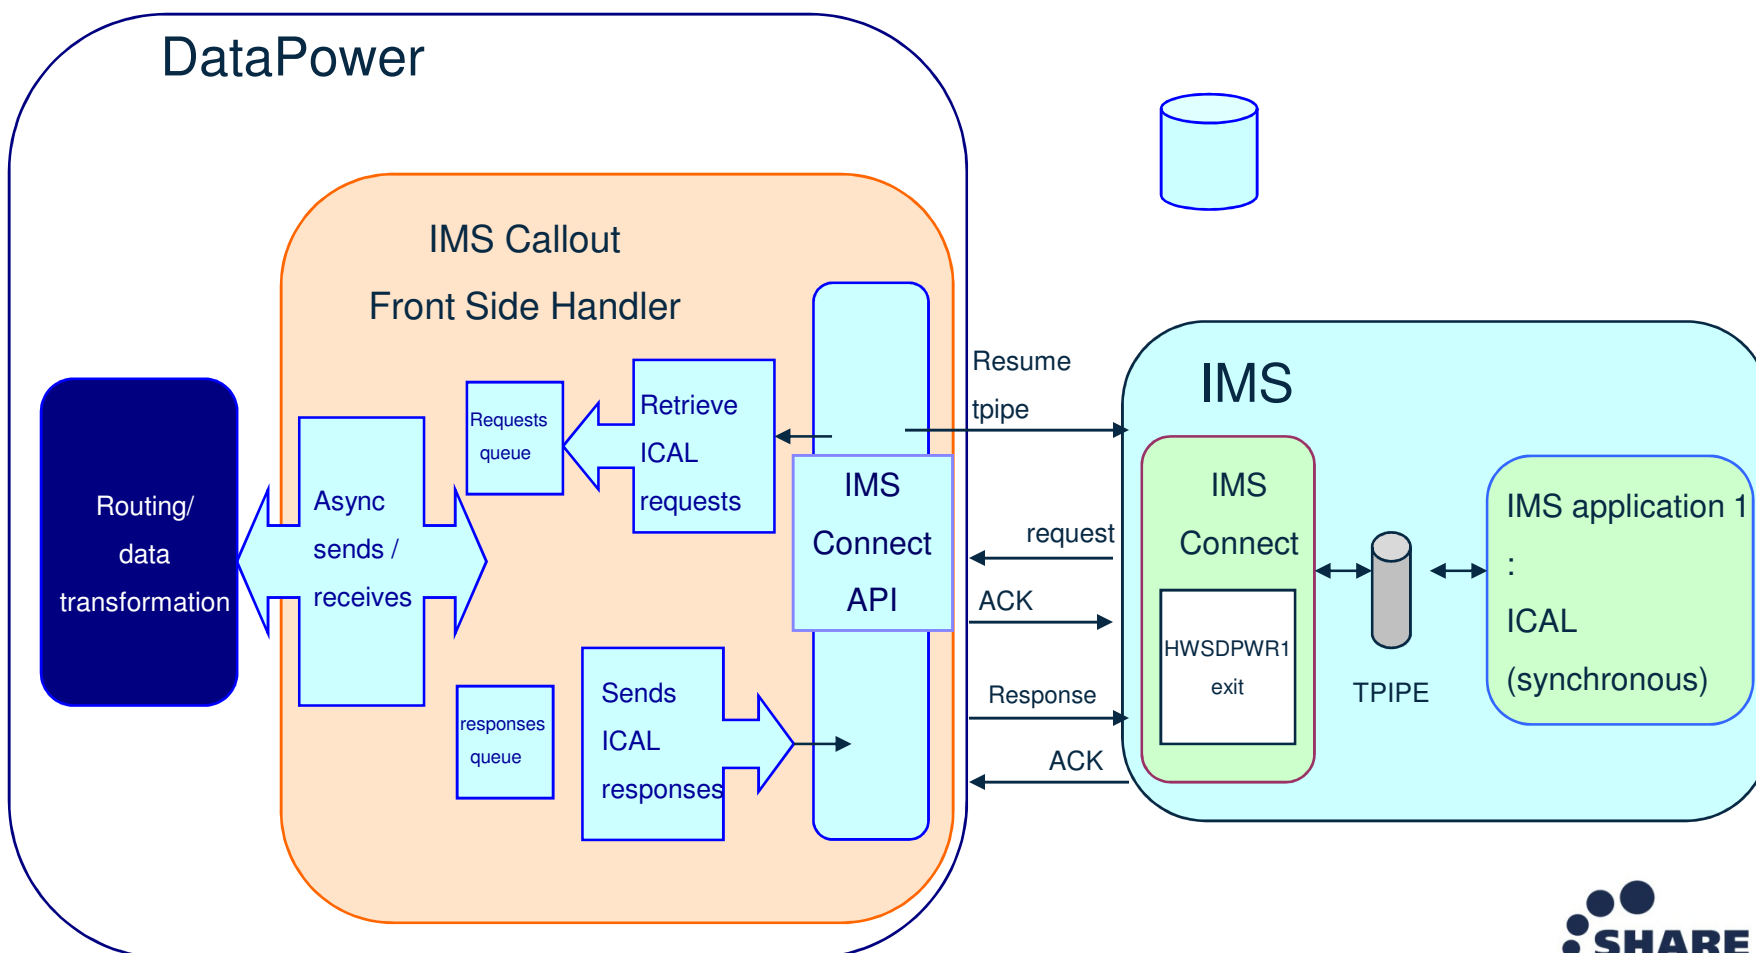 DataPower
IMS Callout
Front Side Handler
Routing/
data
transformation
Async
sends /
receives
Requests
queue
Retrieve
ICAL
requests
responses
queue
Sends
ICAL
responses
IMS
Connect
API
Resume
tpipe
request
ACK
Response
ACK
IMS
IMS
Connect
HWSDPWR1
exit
TPIPE
IMS application 1
:
ICAL
(synchronous)
SHARE